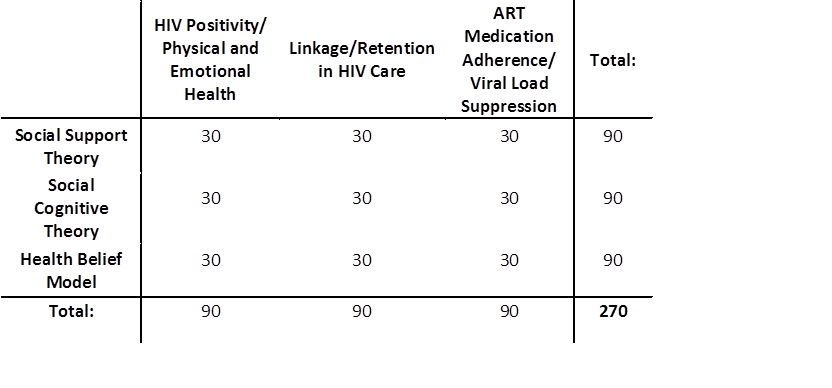 HIV Positivity/
Physical and
Emotional
Health
Linkage/Retention
in HIV Care
ART
Medication
Adherence/
Viral Load
Suppression
Total:
Social Support
Theory
30 30 30 90
Social
Cognitive
Theory
30 30 30 90
Health Belief
Model
30 30 30 90
Total: 90 90 90 270